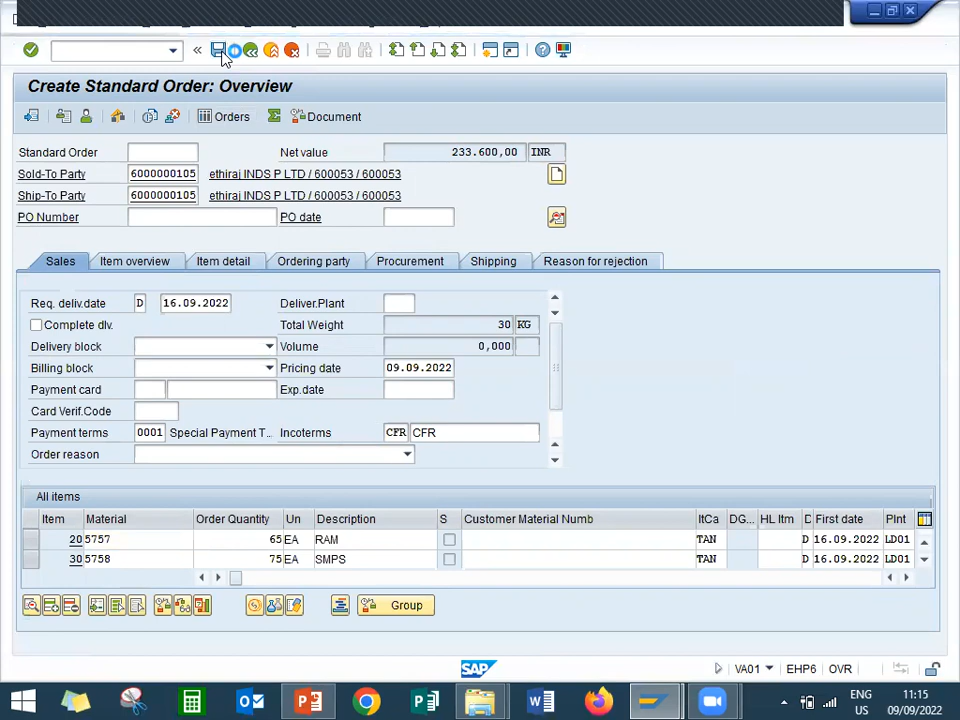 Create Standard Order: Overview
Orders Document
Standard Order Net value 233.600,00 INR
Sold-To Party 6000000105 ethiraj INDS P LTD / 600053 / 600053
Ship-To Party 6000000105 ethiraj INDS P LTD / 600053 / 600053
PO Number PO date
Sales Item overview Item detail Ordering party Procurement Shipping Reason for rejection
Req. deliv.date D 16.09.2022 Deliver.Plant
Complete dlv. Total Weight 30 KG
Delivery block Volume 0,000
Billing block Pricing date 09.09.2022
Payment card Exp.date
Card Verif.Code
Payment terms 0001 Special Payment T... Incoterms CFR CFR
Order reason
All items
Item Material Order Quantity Un Description S Customer Material Numb ItCa DG... HL Itm D First date Plnt
20 5757 65 EA RAM TAN D 16.09.2022 LD01
30 5758 75 EA SMPS TAN D 16.09.2022 LD01
Group
SAP VA01 EHP6 OVR
ENG 11:15
US 09/09/2022